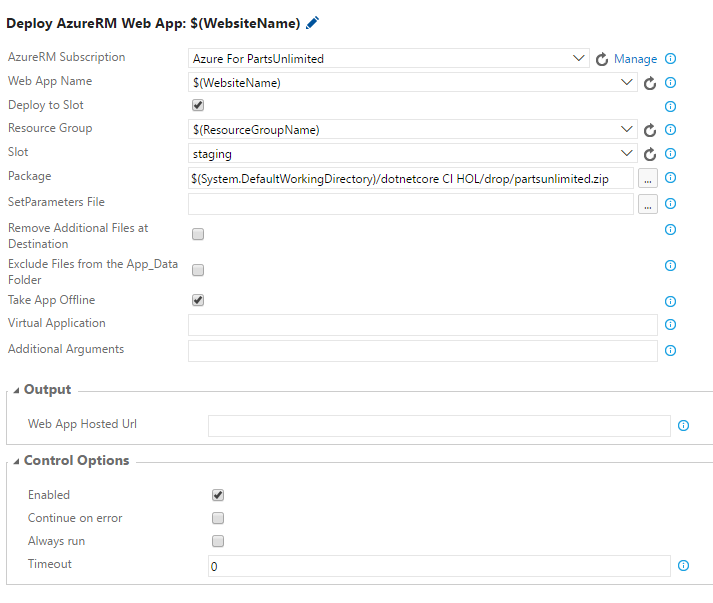 Deploy AzureRM Web App: $(WebsiteName)
AzureRM Subscription
Azure For PartsUnlimited
Manage
Web App Name
$(WebsiteName)
Deploy to Slot
Resource Group
$(ResourceGroupName)
Slot
staging
Package
$(System.DefaultWorkingDirectory)/dotnetcore CI HOL/drop/partsunlimited.zip
...
SetParameters File
...
Remove Additional Files at
Destination
Exclude Files from the App_Data
Folder
Take App Offline
Virtual Application
Additional Arguments
Output
Web App Hosted Url
Control Options
Enabled
Continue on error
Always run
Timeout
0